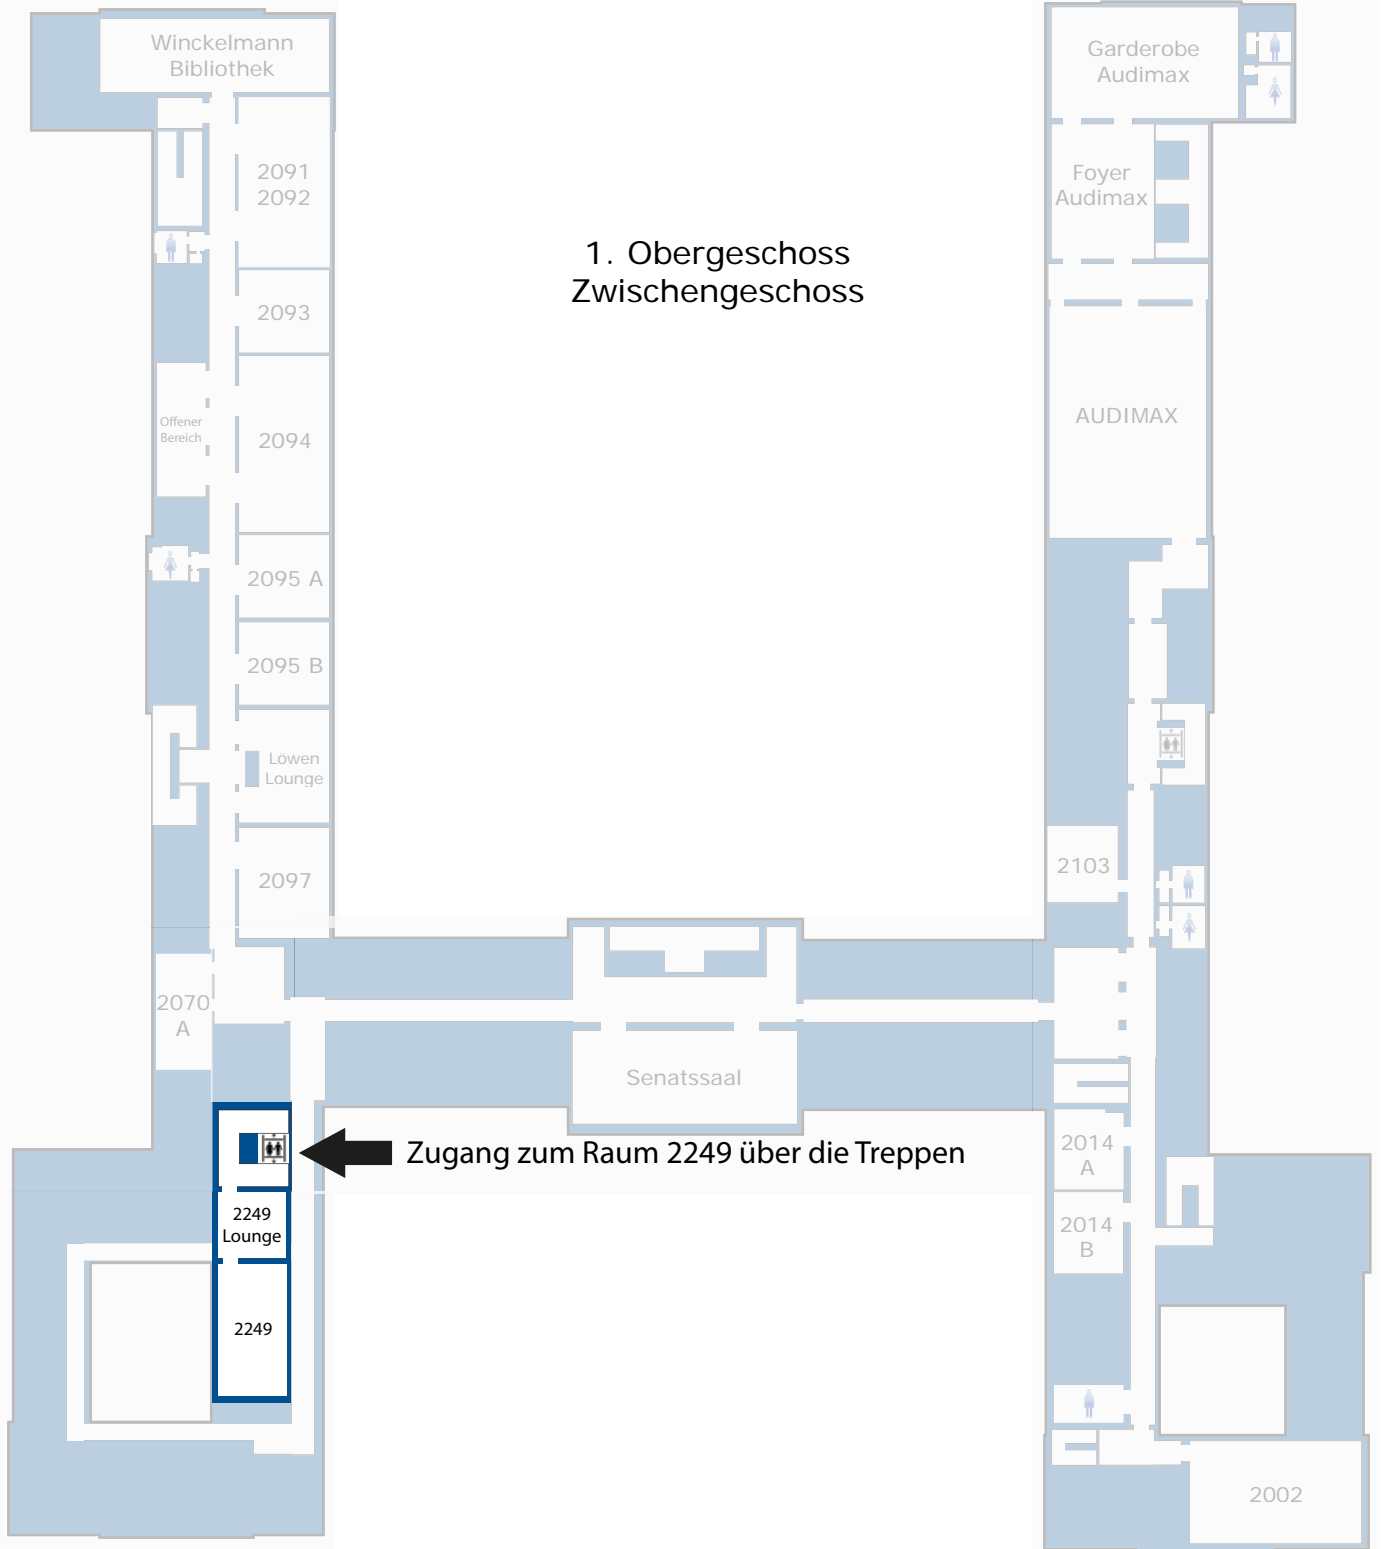 Winckelmann
Bibliothek
Garderobe
Audimax
2091
2092
Foyer
Audimax
1. Obergeschoss
Zwischengeschoss
2093
Offener
Bereich
2094
AUDIMAX
2095 A
2095 B
Löwen
Lounge
2097
2103
2070
A
Senatssaal
Zugang zum Raum 2249 über die Treppen
2014
A
2249
Lounge
2014
B
2249
2002